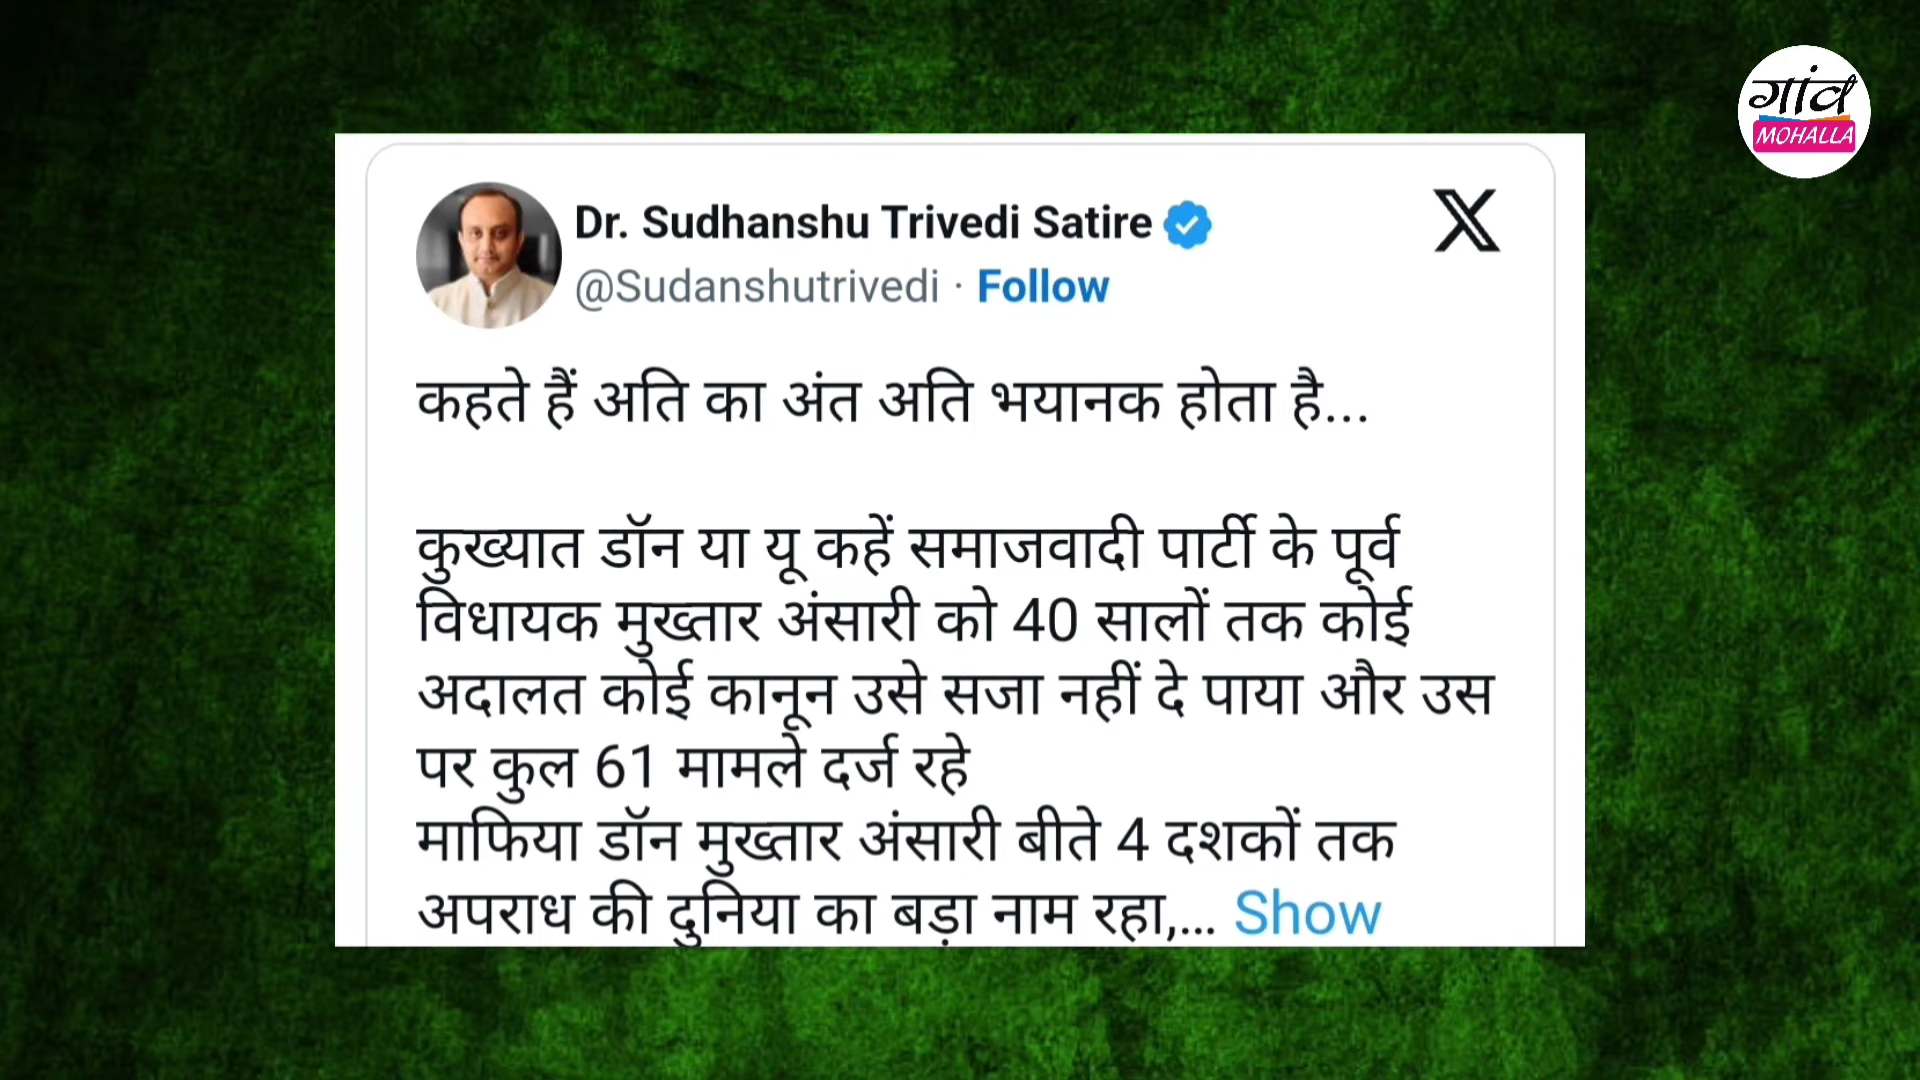 गांव
MOHALLA
Dr. Sudhanshu Trivedi Satire
@Sudanshutrivedi · Follow
कहते हैं अति का अंत अति भयानक होता है...
कुख्यात डॉन या यू कहें समाजवादी पार्टी के पूर्व
विधायक मुख्तार अंसारी को 40 सालों तक कोई
अदालत कोई कानून उसे सजा नहीं दे पाया और उस
पर कुल 61 मामले दर्ज रहे
माफिया डॉन मुख्तार अंसारी बीते 4 दशकों तक
अपराध की दुनिया का बड़ा नाम रहा,... Show